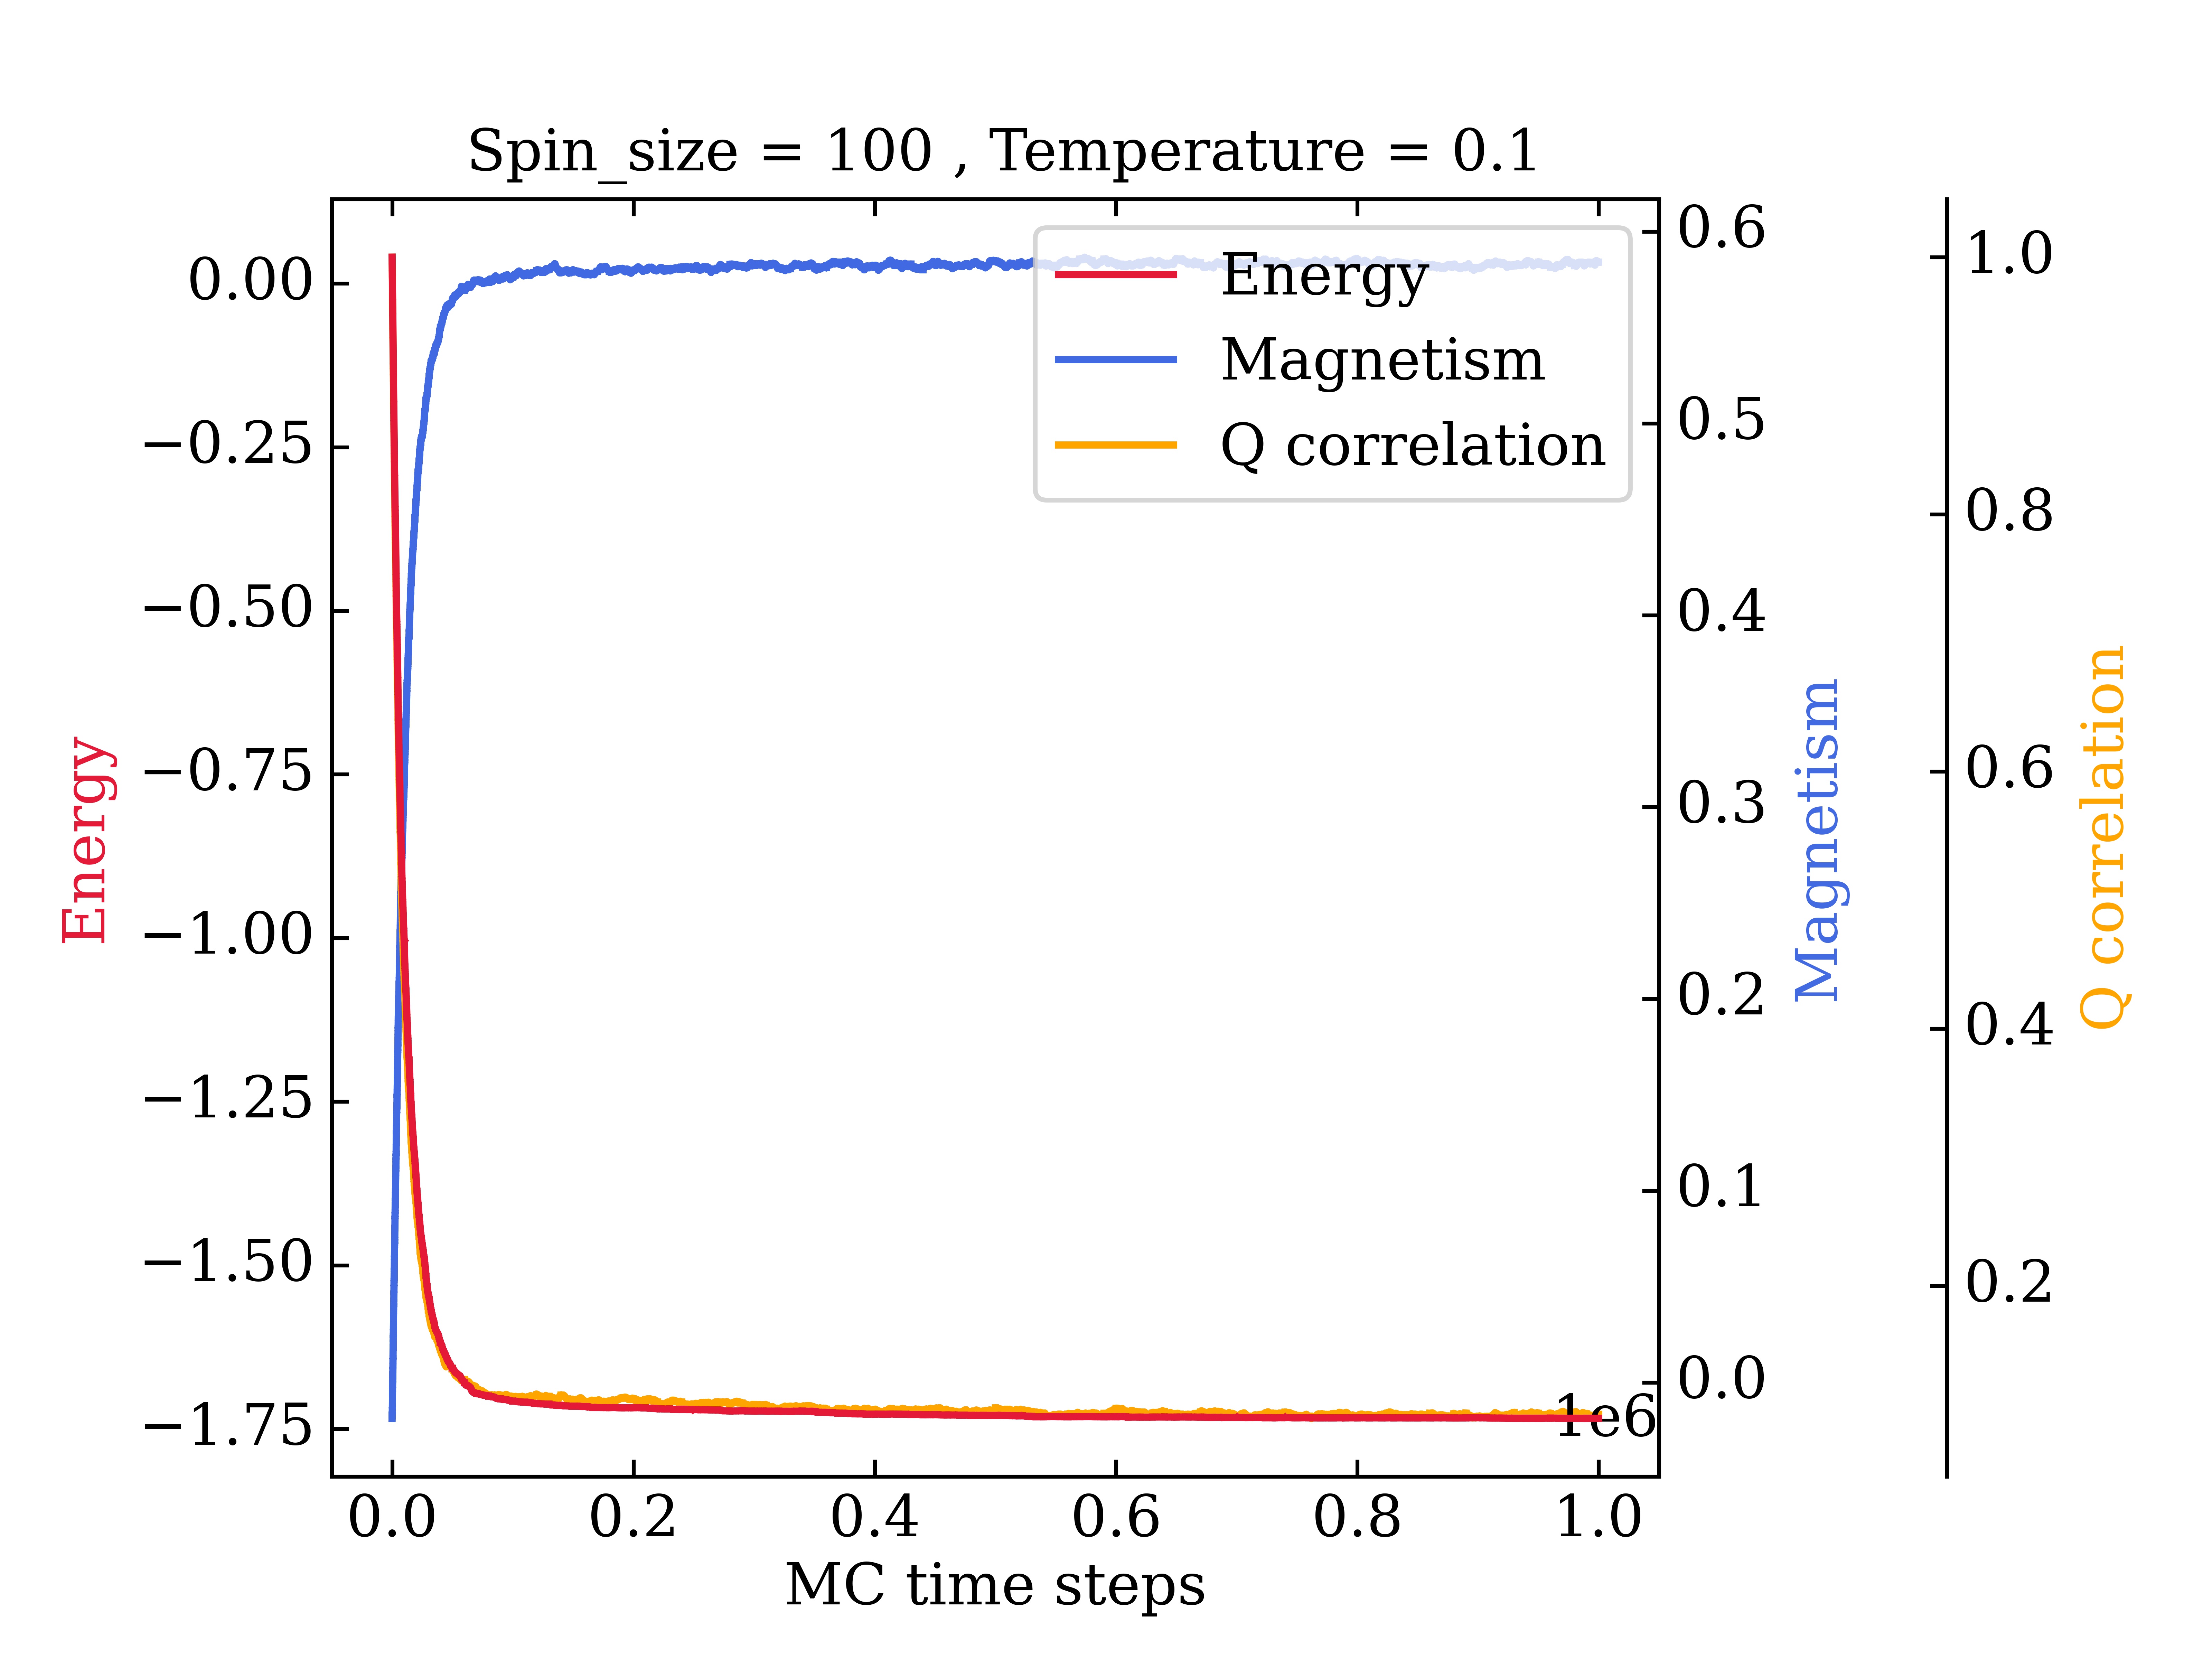 Spin_size = 100 , Temperature = 0.1
0.00
−0.25
−0.50
−0.75
−1.00
−1.25
−1.50
−1.75
Energy
Energy
Magnetism
Q correlation
0.6
0.5
0.4
0.3
0.2
0.1
0.0
Magnetism
1.0
0.8
0.6
0.4
0.2
Q correlation
1e6
0.0 0.2 0.4 0.6 0.8 1.0
MC time steps